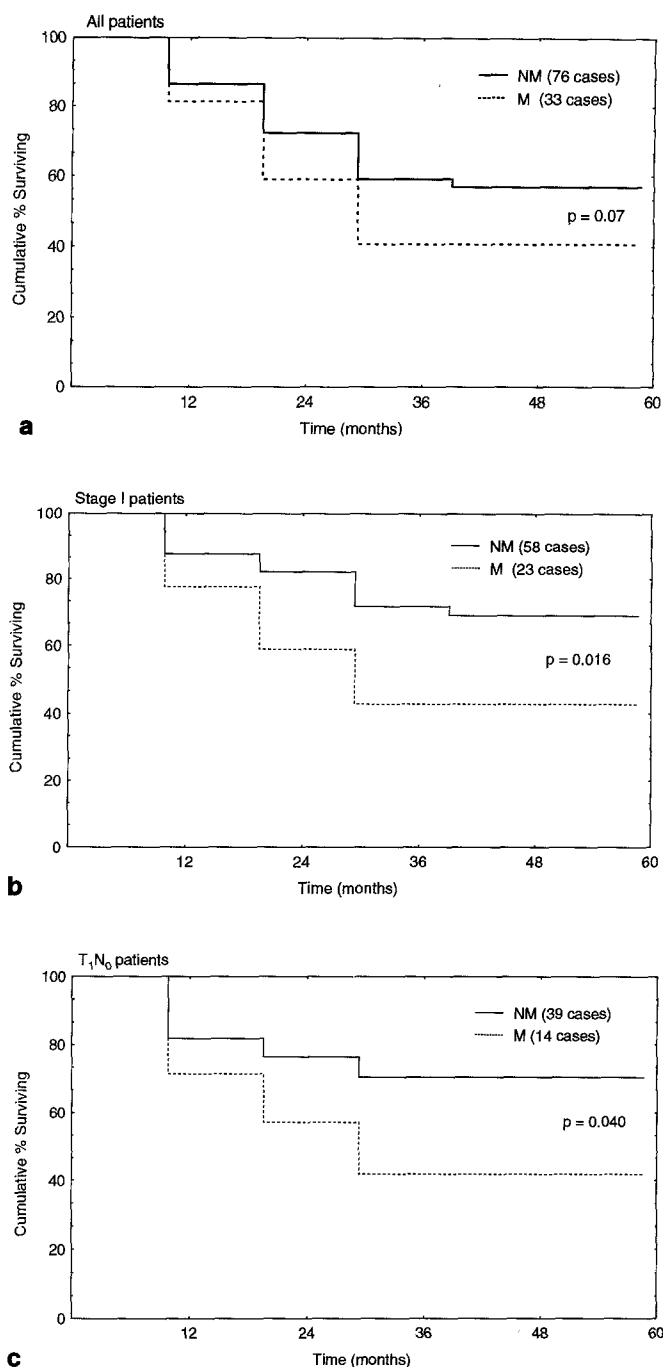 All patients
100
80
60
40
20
0
Cumulative % Surviving
NM (76 cases)
M (33 cases)
p = 0.07
12 24 36 48 60
Time (months)
a
Stage I patients
100
80
60
40
20
0
Cumulative % Surviving
NM (58 cases)
M (23 cases)
p = 0.016
12 24 36 48 60
Time (months)
b
T₁N₀ patients
100
80
60
40
20
0
Cumulative % Surviving
NM (39 cases)
M (14 cases)
p = 0.040
12 24 36 48 60
Time (months)
c